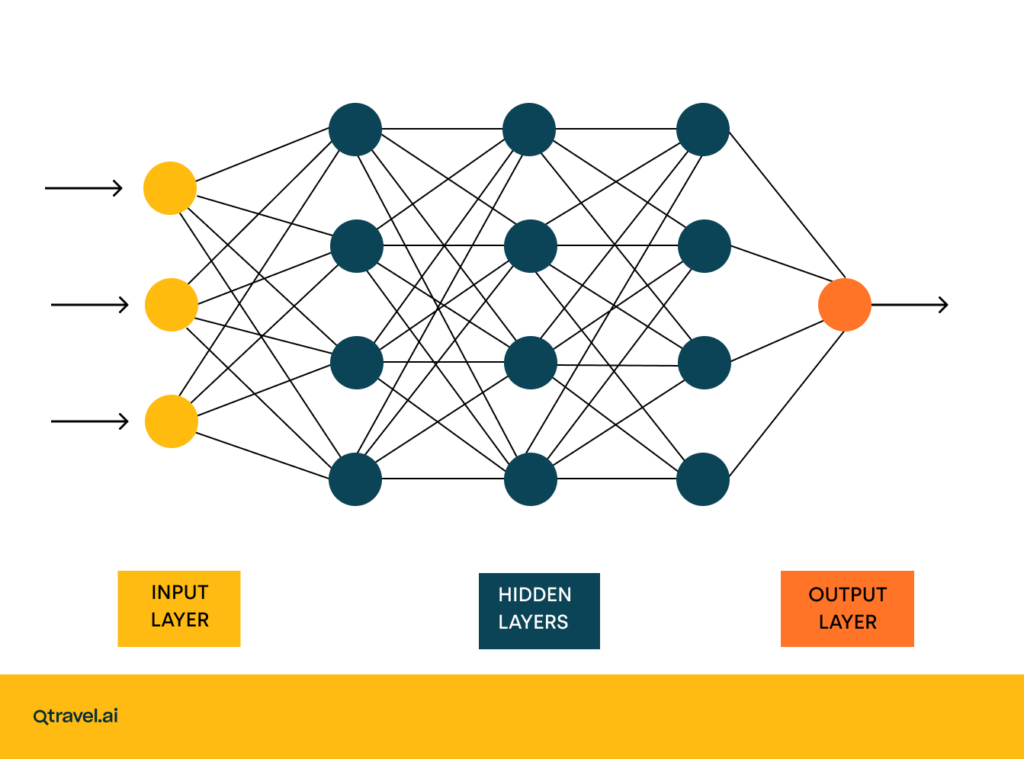 INPUT
LAYER
HIDDEN
LAYERS
OUTPUT
LAYER
Qtravel.ai